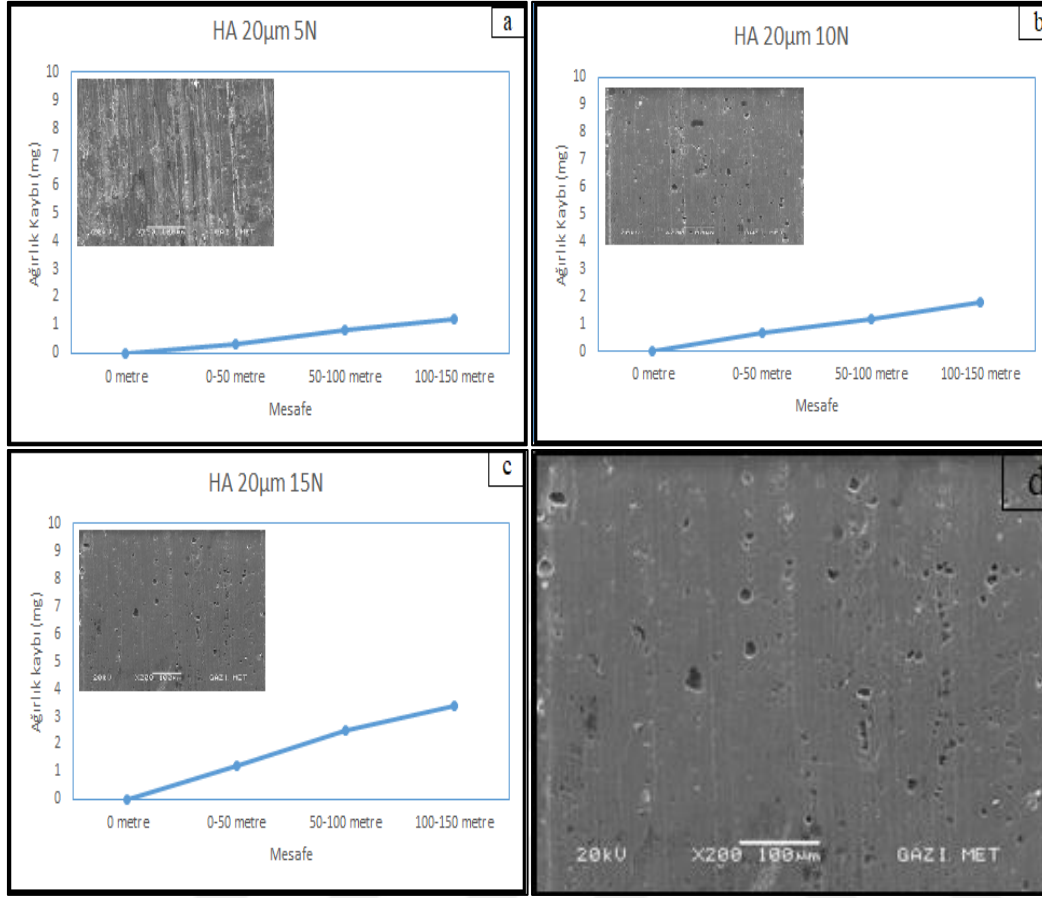 a
HA 20µm 5N
10
9
8
7
6
5
4
3
2
1
0
Ağırlık Kaybı (mg)
0 metre 0-50 metre 50-100 metre 100-150 metre
Mesafe
b
HA 20µm 10N
10
9
8
7
6
5
4
3
2
1
0
Ağırlık Kaybı (mg)
0 metre 0-50 metre 50-100 metre 100-150 metre
Mesafe
c
HA 20µm 15N
10
9
8
7
6
5
4
3
2
1
0
Ağırlık kaybı (mg)
20kV X200 100µm GAZI MET
0 metre 0-50 metre 50-100 metre 100-150 metre
Mesafe
d
20kV X200 100µm GAZI MET